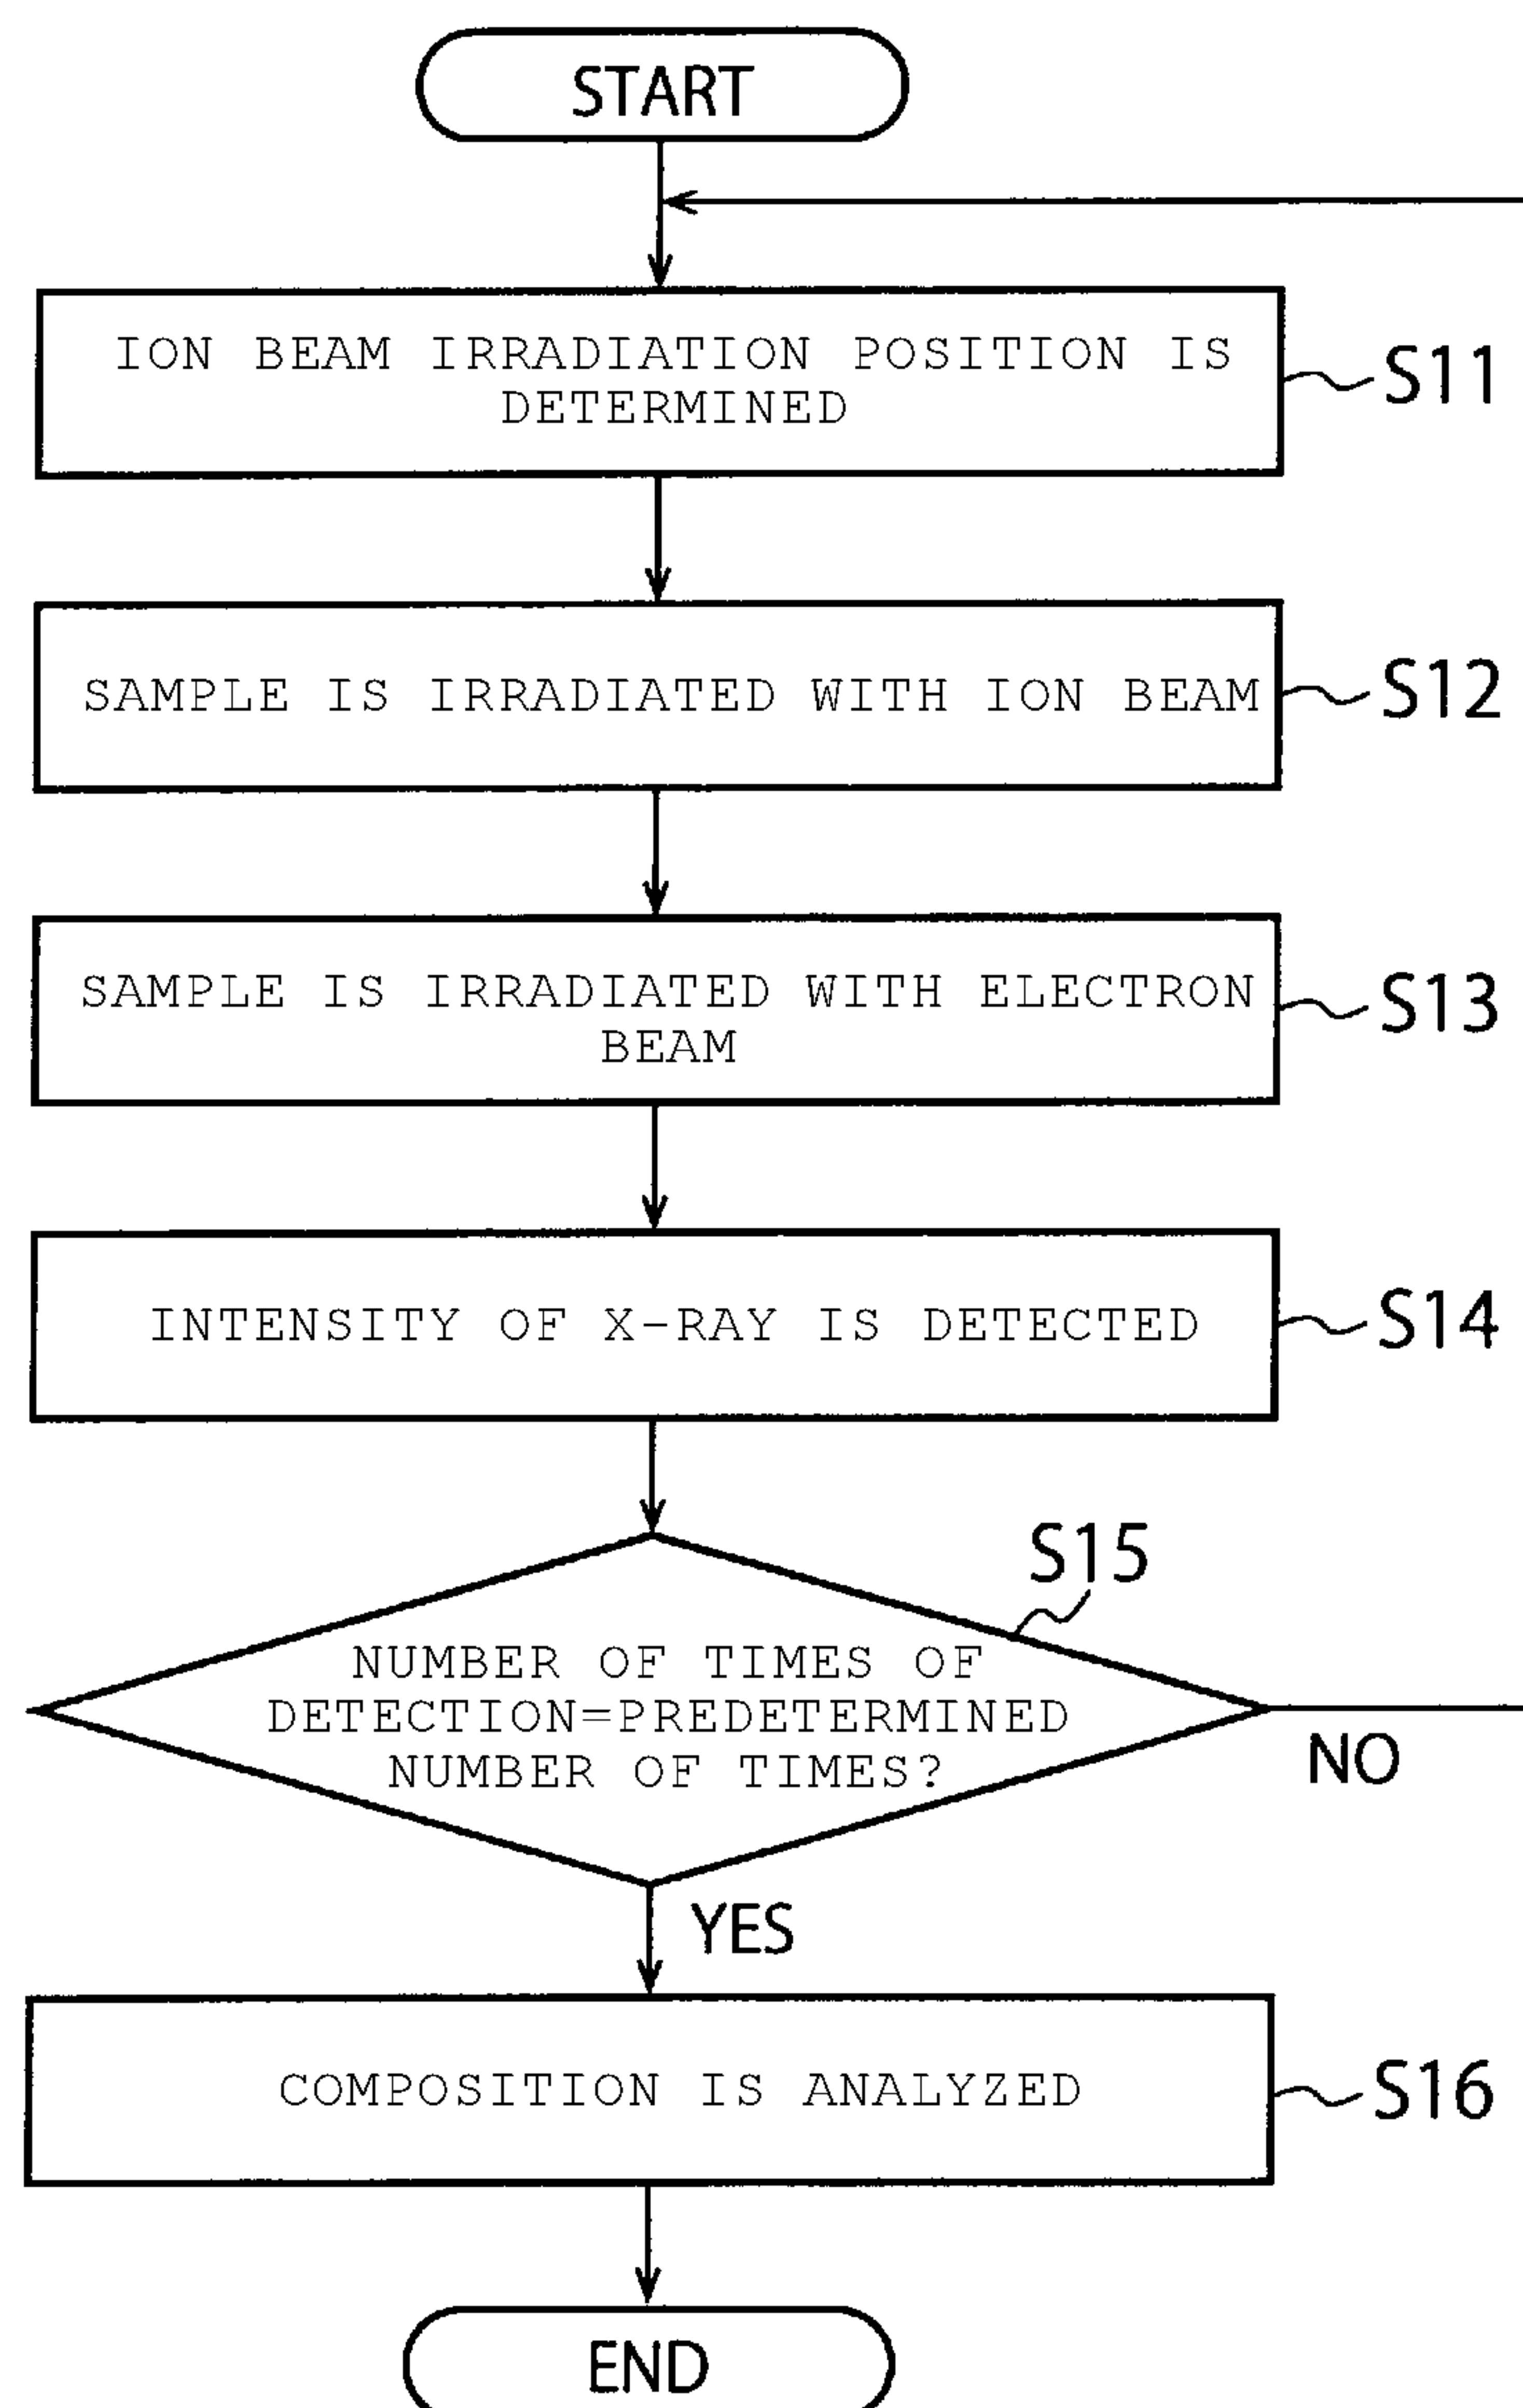 START
ION BEAM IRRADIATION POSITION IS
DETERMINED
S11
SAMPLE IS IRRADIATED WITH ION BEAM
S12
SAMPLE IS IRRADIATED WITH ELECTRON
BEAM
S13
INTENSITY OF X-RAY IS DETECTED
S14
S15
NUMBER OF TIMES OF
DETECTION=PREDETERMINED
NUMBER OF TIMES?
NO
YES
COMPOSITION IS ANALYZED
S16
END